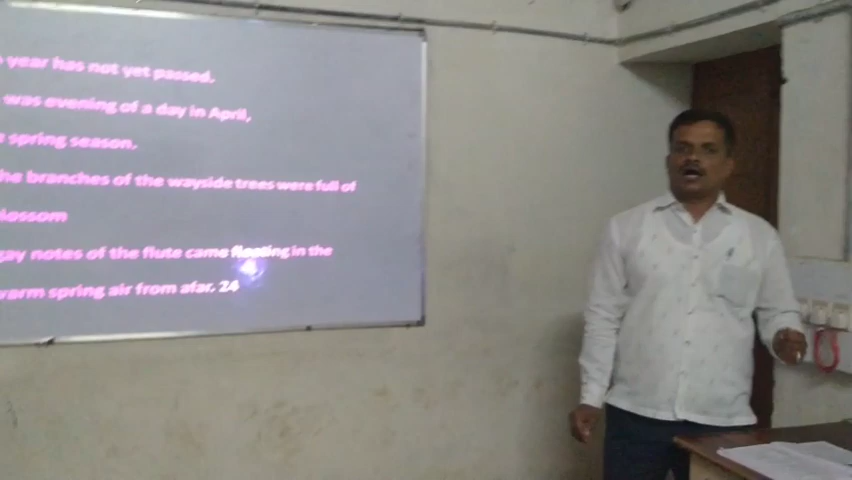 year has not yet passed.
was evening of a day in April,
spring season.
he branches of the wayside trees were full of
lossom
gay notes of the flute came floating in the
warm spring air from afar. 24